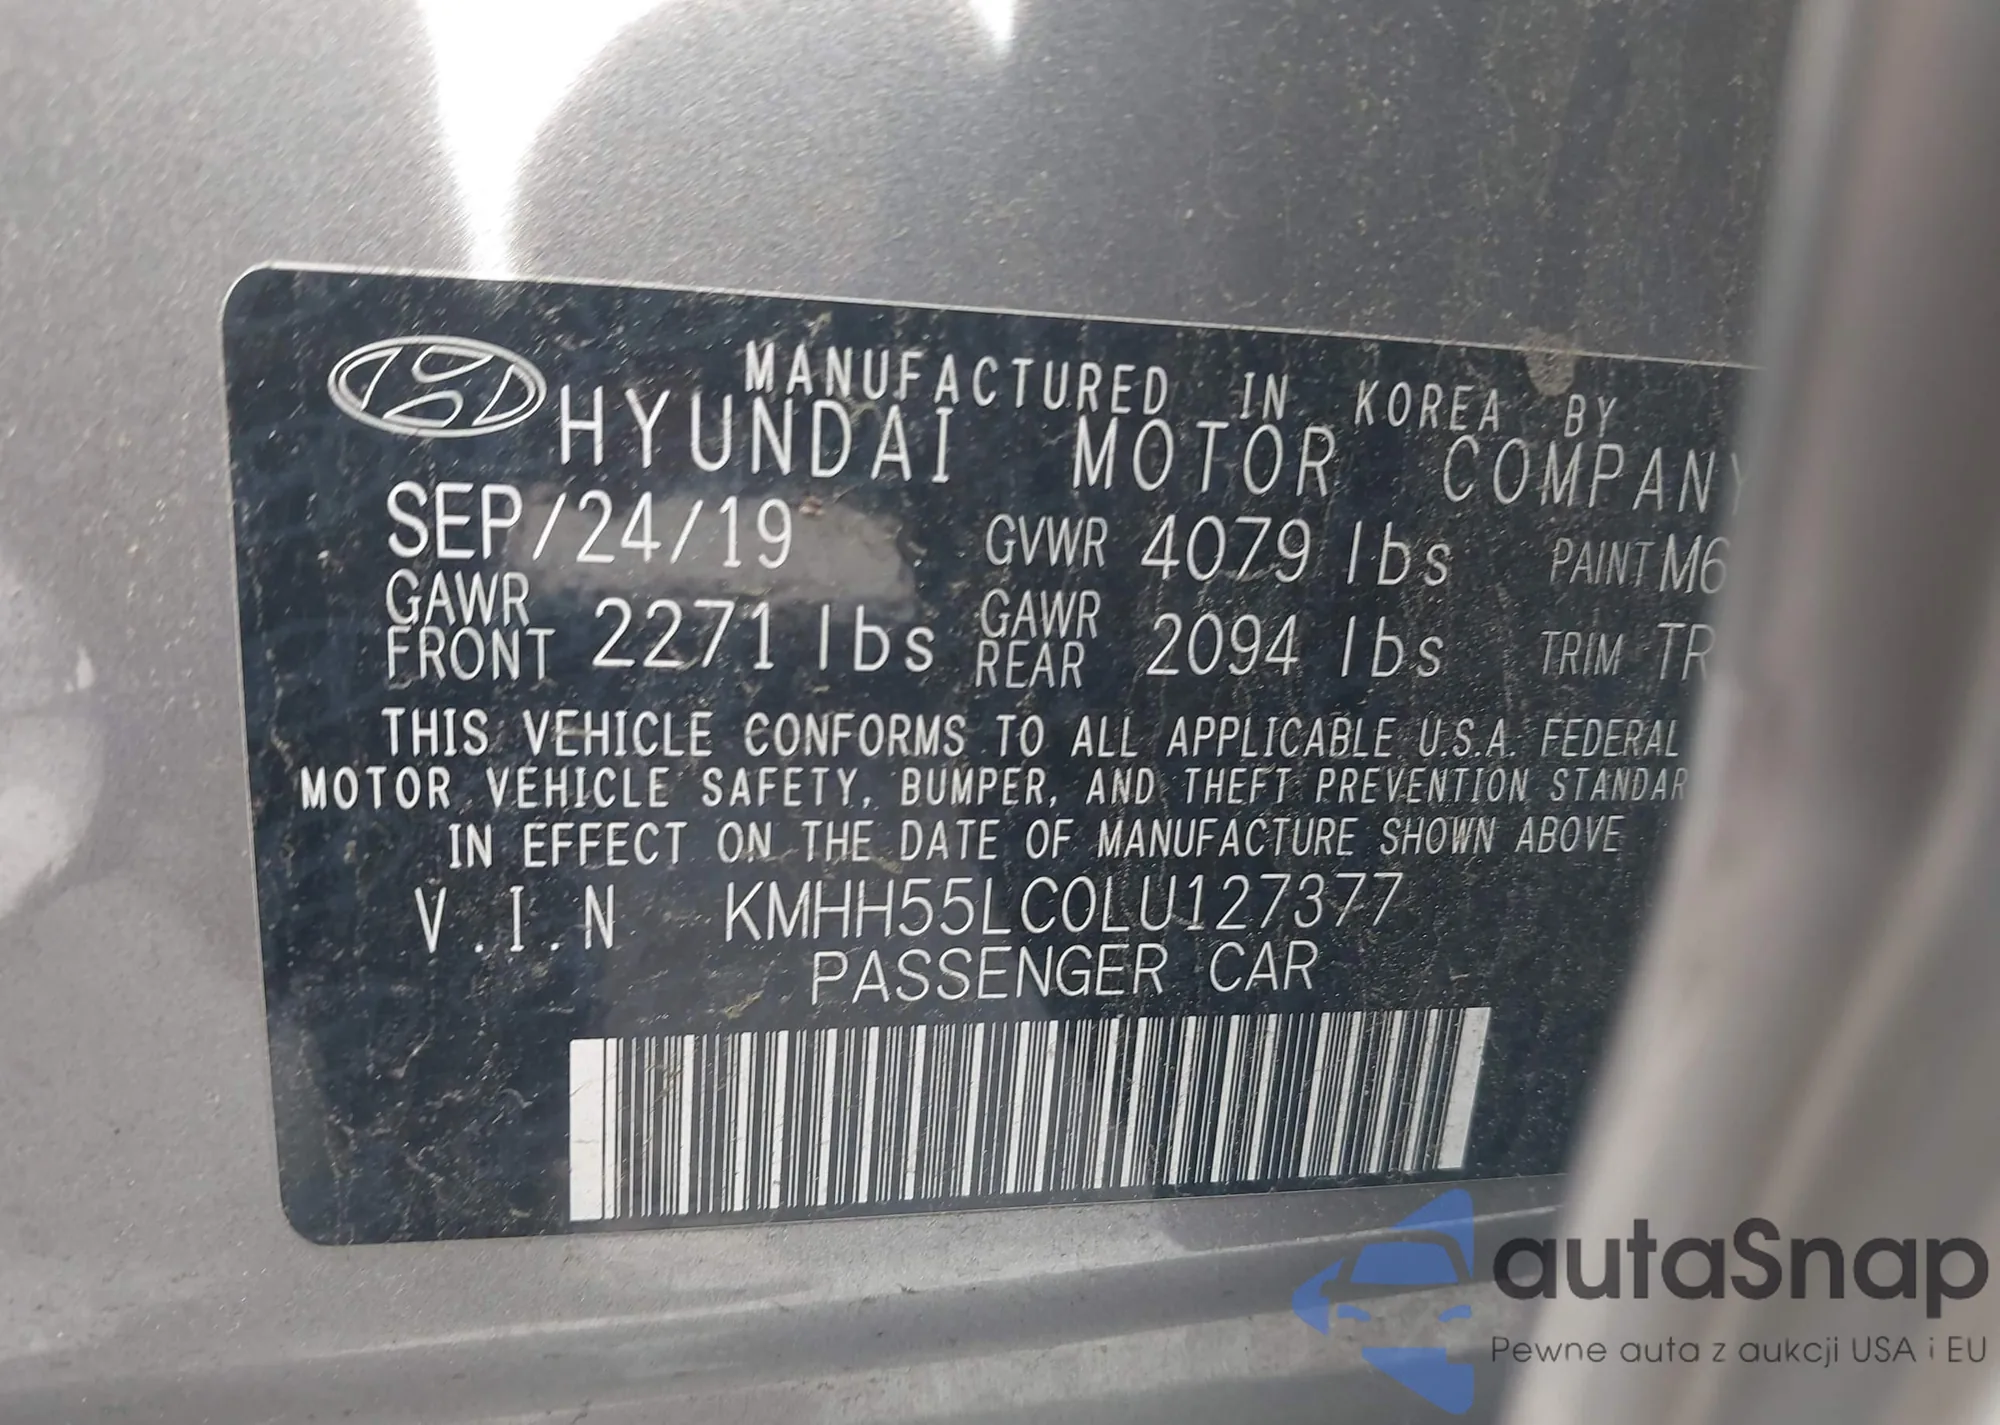 MANUFACTURED IN KOREA BY
HYUNDAI MOTOR COMPANY
SEP/24/19 GVWR 4079 lbs PAINT M6
GAWR FRONT 2271 lbs GAWR REAR 2094 lbs TRIM TR
THIS VEHICLE CONFORMS TO ALL APPLICABLE U.S.A. FEDERAL
MOTOR VEHICLE SAFETY, BUMPER, AND THEFT PREVENTION STANDAR
IN EFFECT ON THE DATE OF MANUFACTURE SHOWN ABOVE
V.I.N KMHH55LC0LU127377
PASSENGER CAR
autaSnap
Pewne auta z aukcji USA i EU